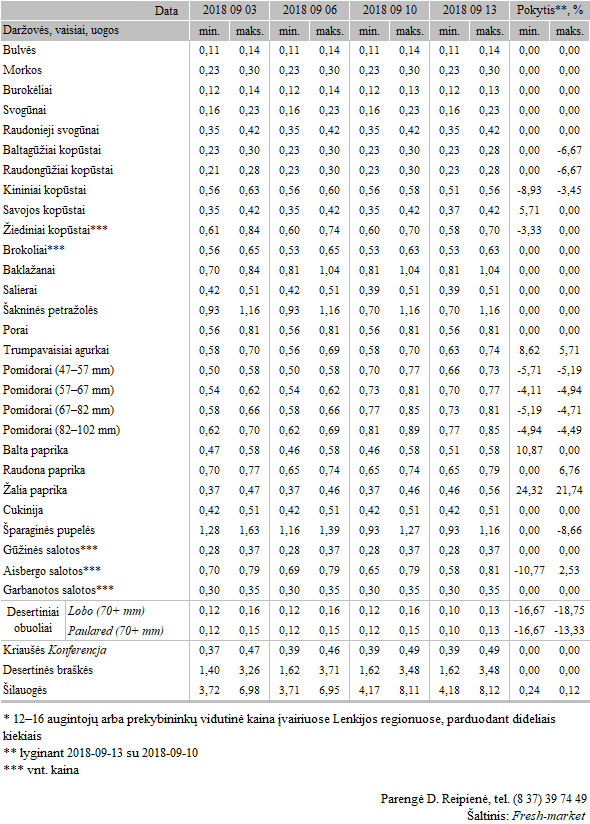 Data 2018 09 03 2018 09 06 2018 09 10 2018 09 13 Pokytis**, %
Daržovės, vaisiai, uogos min. maks. min. maks. min. maks. min. maks. min. maks.
Bulvės 0,11 0,14 0,11 0,14 0,11 0,14 0,11 0,14 0,00 0,00
Morkos 0,23 0,30 0,23 0,30 0,23 0,30 0,23 0,30 0,00 0,00
Burokėliai 0,12 0,14 0,12 0,14 0,12 0,13 0,12 0,13 0,00 0,00
Svogūnai 0,16 0,23 0,16 0,23 0,16 0,23 0,16 0,23 0,00 0,00
Raudonieji svogūnai 0,35 0,42 0,35 0,42 0,35 0,42 0,35 0,42 0,00 0,00
Baltagūžiai kopūstai 0,23 0,30 0,23 0,30 0,23 0,30 0,23 0,28 0,00 -6,67
Raudongūžiai kopūstai 0,21 0,28 0,23 0,30 0,23 0,30 0,23 0,28 0,00 -6,67
Kininiai kopūstai 0,56 0,63 0,56 0,60 0,56 0,58 0,51 0,56 -8,93 -3,45
Savojos kopūstai 0,35 0,42 0,35 0,42 0,35 0,42 0,37 0,42 5,71 0,00
Žiediniai kopūstai*** 0,61 0,84 0,60 0,74 0,60 0,70 0,58 0,70 -3,33 0,00
Brokoliai*** 0,56 0,65 0,53 0,65 0,53 0,63 0,53 0,63 0,00 0,00
Baklažanai 0,70 0,84 0,81 1,04 0,81 1,04 0,81 1,04 0,00 0,00
Salierai 0,42 0,51 0,42 0,51 0,39 0,51 0,39 0,51 0,00 0,00
Šakninės petražolės 0,93 1,16 0,93 1,16 0,70 1,16 0,70 1,16 0,00 0,00
Porai 0,56 0,81 0,56 0,81 0,56 0,81 0,56 0,81 0,00 0,00
Trumpavaisiai agurkai 0,58 0,70 0,56 0,69 0,58 0,70 0,63 0,74 8,62 5,71
Pomidorai (47–57 mm) 0,50 0,58 0,50 0,58 0,70 0,77 0,66 0,73 -5,71 -5,19
Pomidorai (57–67 mm) 0,54 0,62 0,54 0,62 0,73 0,81 0,70 0,77 -4,11 -4,94
Pomidorai (67–82 mm) 0,58 0,66 0,58 0,66 0,77 0,85 0,73 0,81 -5,19 -4,71
Pomidorai (82–102 mm) 0,62 0,70 0,62 0,69 0,81 0,89 0,77 0,85 -4,94 -4,49
Balta paprika 0,47 0,58 0,46 0,58 0,46 0,58 0,51 0,58 10,87 0,00
Raudona paprika 0,70 0,77 0,65 0,74 0,65 0,74 0,65 0,79 0,00 6,76
Žalia paprika 0,37 0,47 0,37 0,46 0,37 0,46 0,46 0,56 24,32 21,74
Cukinija 0,42 0,51 0,42 0,51 0,42 0,51 0,42 0,51 0,00 0,00
Šparaginės pupelės 1,28 1,63 1,16 1,39 0,93 1,27 0,93 1,16 0,00 -8,66
Gūžinės salotos*** 0,28 0,37 0,28 0,37 0,28 0,37 0,28 0,37 0,00 0,00
Aisbergo salotos*** 0,70 0,79 0,69 0,79 0,65 0,79 0,58 0,81 -10,77 2,53
Garbanotos salotos*** 0,30 0,35 0,30 0,35 0,30 0,35 0,30 0,35 0,00 0,00
Desertiniai obuoliai Lobo (70+ mm) 0,12 0,16 0,12 0,16 0,12 0,16 0,10 0,13 -16,67 -18,75
Paulared (70+ mm) 0,12 0,15 0,12 0,15 0,12 0,15 0,10 0,13 -16,67 -13,33
Kriaušės Konferencja 0,37 0,47 0,39 0,46 0,39 0,49 0,39 0,49 0,00 0,00
Desertinės braškės 1,40 3,26 1,62 3,71 1,62 3,48 1,62 3,48 0,00 0,00
Šilauogės 3,72 6,98 3,71 6,95 4,17 8,11 4,18 8,12 0,24 0,12
* 12–16 augintojų arba prekybininkų vidutinė kaina įvairiuose Lenkijos regionuose, parduodant dideliais
kiekiais
** lyginant 2018-09-13 su 2018-09-10
*** vnt. kaina
Parengė D. Reipienė, tel. (8 37) 39 74 49
Šaltinis: Fresh-market